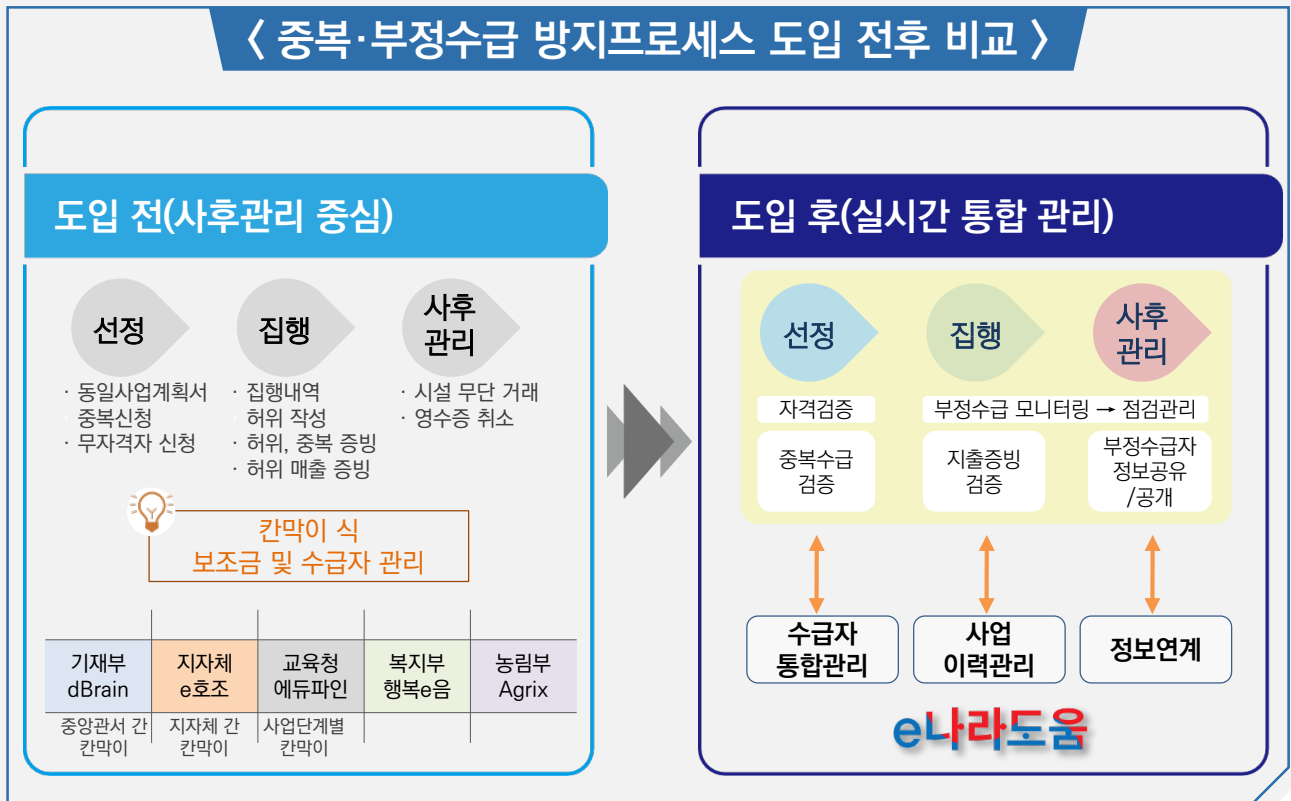 〈 중복·부정수급 방지프로세스 도입 전후 비교 〉
도입 전(사후관리 중심)
선정
집행
사후
관리
· 동일사업계획서
중복신청
· 무자격자 신청
· 집행내역
허위 작성
· 허위, 중복 증빙
· 허위 매출 증빙
· 시설 무단 거래
· 영수증 취소
칸막이 식
보조금 및 수급자 관리
기재부
dBrain
지자체
e호조
교육청
에듀파인
복지부
행복e음
농림부
Agrix
중앙관서 간
칸막이
지자체 간
칸막이
사업단계별
칸막이
도입 후(실시간 통합 관리)
선정
집행
사후
관리
자격검증
부정수급 모니터링 → 점검관리
중복수급
검증
지출증빙
검증
부정수급자
정보공유
/공개
수급자
통합관리
사업
이력관리
정보연계
e나라도움